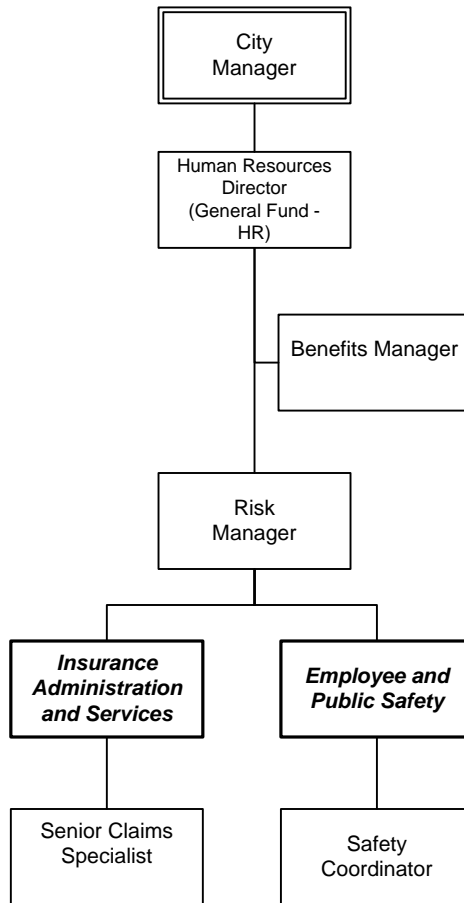 City
Manager
Human Resources
Director
(General Fund -
HR)
Benefits Manager
Risk
Manager
Insurance
Administration
and Services
Employee and
Public Safety
Senior Claims
Specialist
Safety
Coordinator